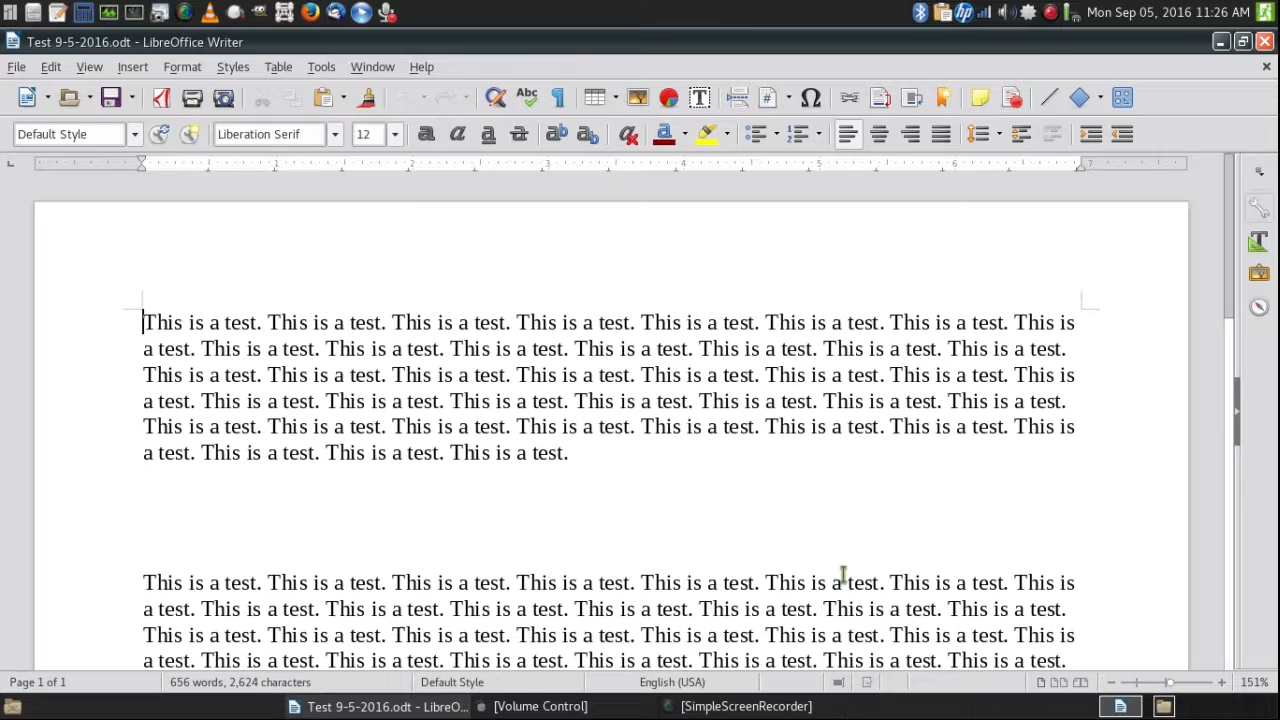 Mon Sep 05, 2016 11:26 AM
Test 9-5-2016.odt - LibreOffice Writer
File Edit View Insert Format Styles Table Tools Window Help
Default Style Liberation Serif 12
1 1 2 3 4 5 6 7
This is a test. This is a test. This is a test. This is a test. This is a test. This is a test. This is a test. This is
a test. This is a test. This is a test. This is a test. This is a test. This is a test. This is a test. This is a test.
This is a test. This is a test. This is a test. This is a test. This is a test. This is a test. This is a test. This is
a test. This is a test. This is a test. This is a test. This is a test. This is a test. This is a test. This is a test.
This is a test. This is a test. This is a test. This is a test. This is a test. This is a test. This is a test. This is
a test. This is a test. This is a test. This is a test.
This is a test. This is a test. This is a test. This is a test. This is a test. This is a test. This is a test. This is
a test. This is a test. This is a test. This is a test. This is a test. This is a test. This is a test. This is a test.
This is a test. This is a test. This is a test. This is a test. This is a test. This is a test. This is a test. This is
a test. This is a test. This is a test. This is a test. This is a test. This is a test. This is a test. This is a test.
Page 1 of 1 656 words, 2,624 characters Default Style English (USA) 151%
Test 9-5-2016.odt - LibreO... [Volume Control] [SimpleScreenRecorder]